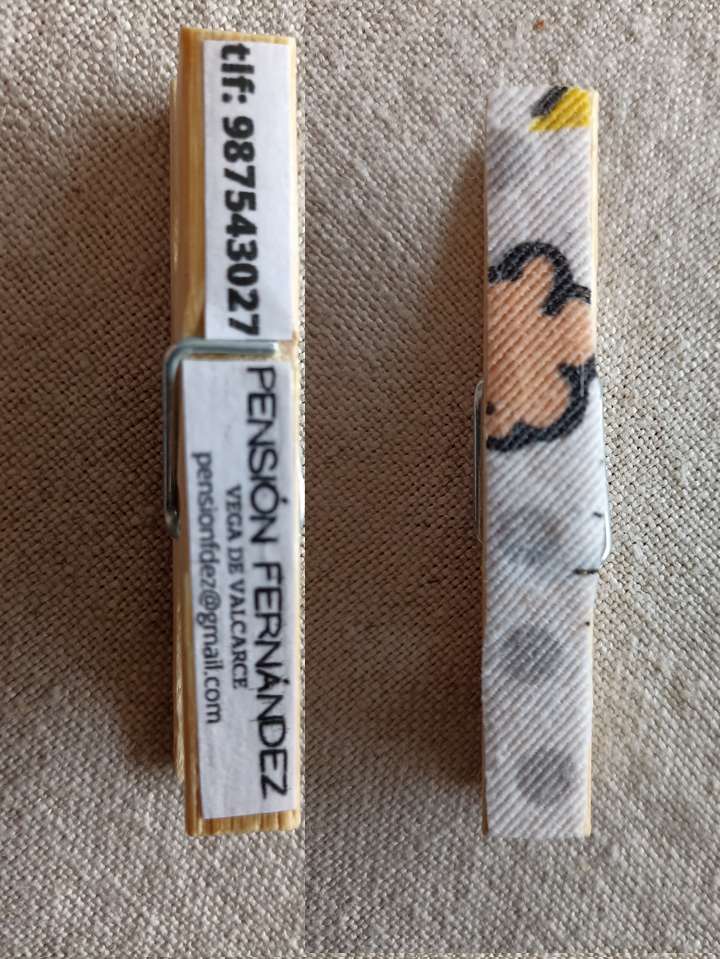 tlf: 987543027
PENSIÓN FERNÁNDEZ
VEGA DE VALCARCE
pensionfdez@gmail.com